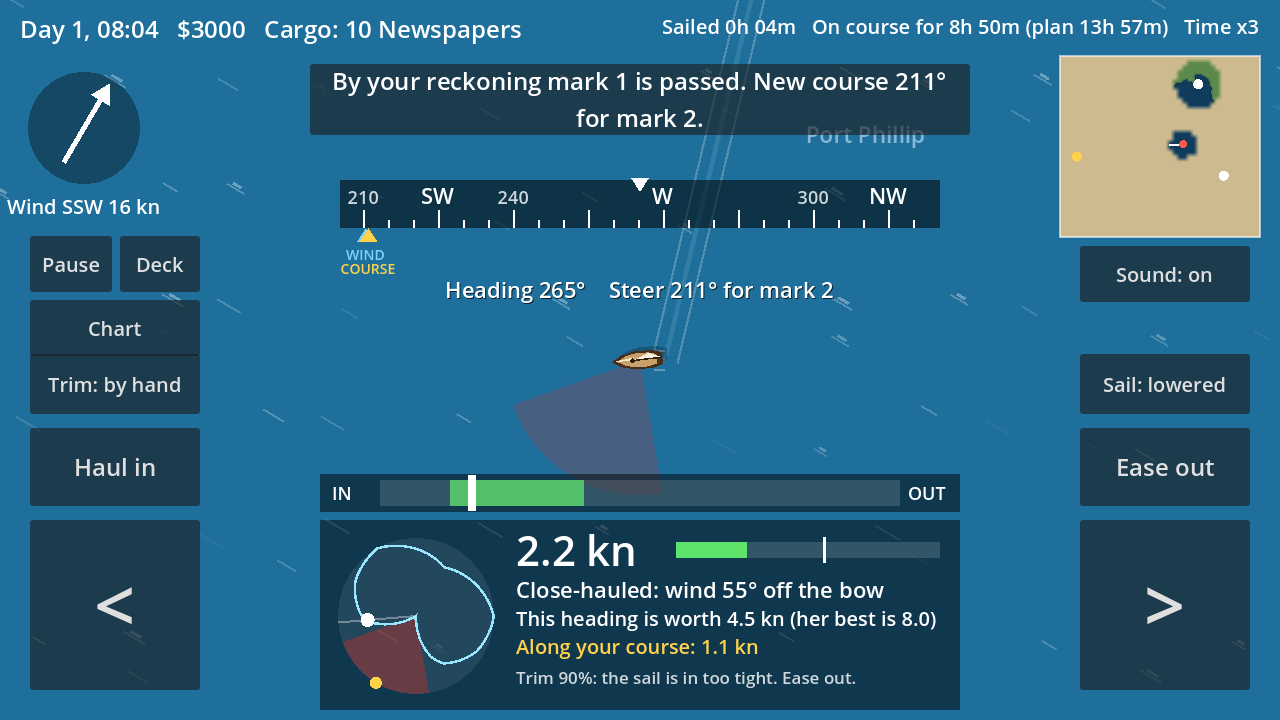 Day 1, 08:04 $3000 Cargo: 10 Newspapers
Sailed 0h 04m On course for 8h 50m (plan 13h 57m) Time x3
By your reckoning mark 1 is passed. New course 211°
for mark 2.
Port Phillip
Wind SSW 16 kn
210 SW 240 W 300 NW
WIND
COURSE
Heading 265° Steer 211° for mark 2
Pause
Deck
Chart
Trim: by hand
Haul in
<
Sound: on
Sail: lowered
Ease out
>
IN
OUT
2.2 kn
Close-hauled: wind 55° off the bow
This heading is worth 4.5 kn (her best is 8.0)
Along your course: 1.1 kn
Trim 90%: the sail is in too tight. Ease out.